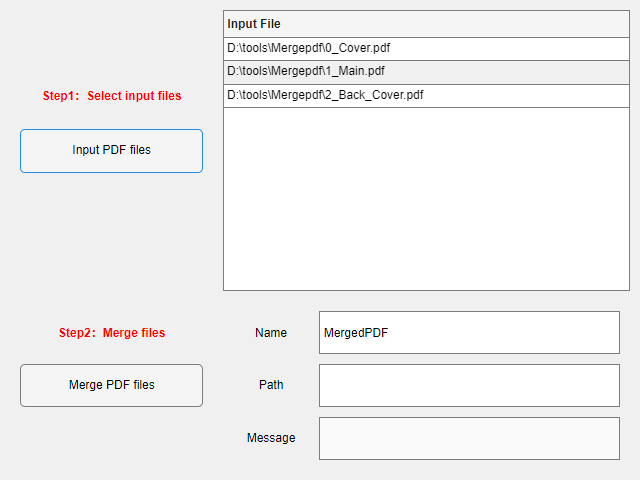 Input File
D:\tools\Mergepdf\0_Cover.pdf
D:\tools\Mergepdf\1_Main.pdf
D:\tools\Mergepdf\2_Back_Cover.pdf
Step1: Select input files
Input PDF files
Step2: Merge files
Merge PDF files
Name
MergedPDF
Path
Message